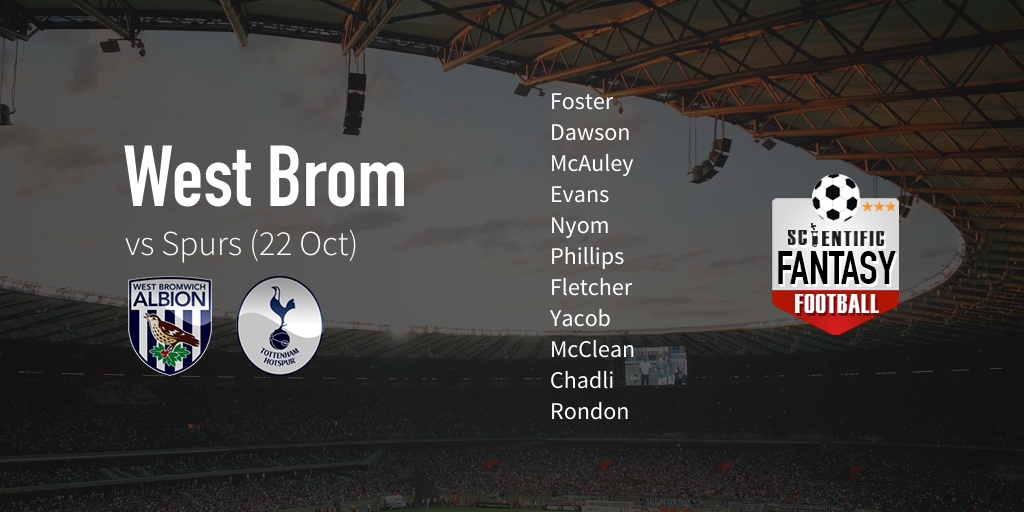 West Brom
vs Spurs (22 Oct)
WEST BROMWICH
ALBION
TOTTENHAM
HOTSPUR
Foster
Dawson
McAuley
Evans
Nyom
Phillips
Fletcher
Yacob
McClean
Chadli
Rondon
SCIENTIFIC
FANTASY
FOOTBALL